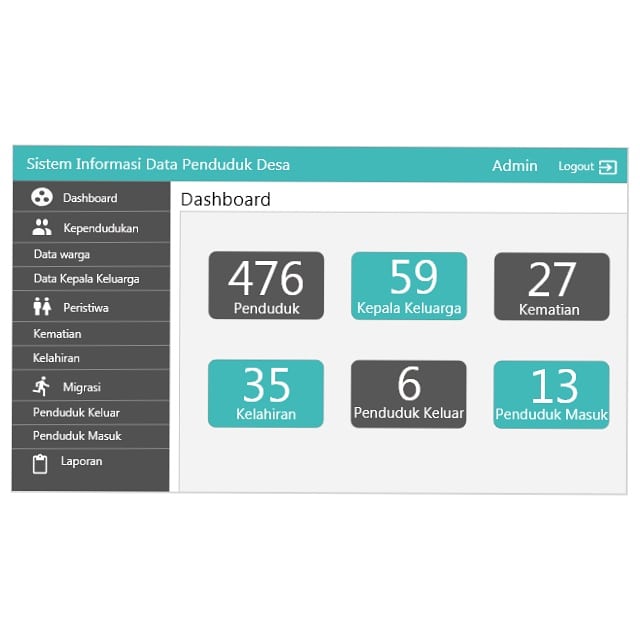 Sistem Informasi Data Penduduk Desa
Admin
Logout
Dashboard
Kependudukan
Data warga
Data Kepala Keluarga
Peristiwa
Kematian
Kelahiran
Migrasi
Penduduk Keluar
Penduduk Masuk
Laporan
Dashboard
476
Penduduk
59
Kepala Keluarga
27
Kematian
35
Kelahiran
6
Penduduk Keluar
13
Penduduk Masuk